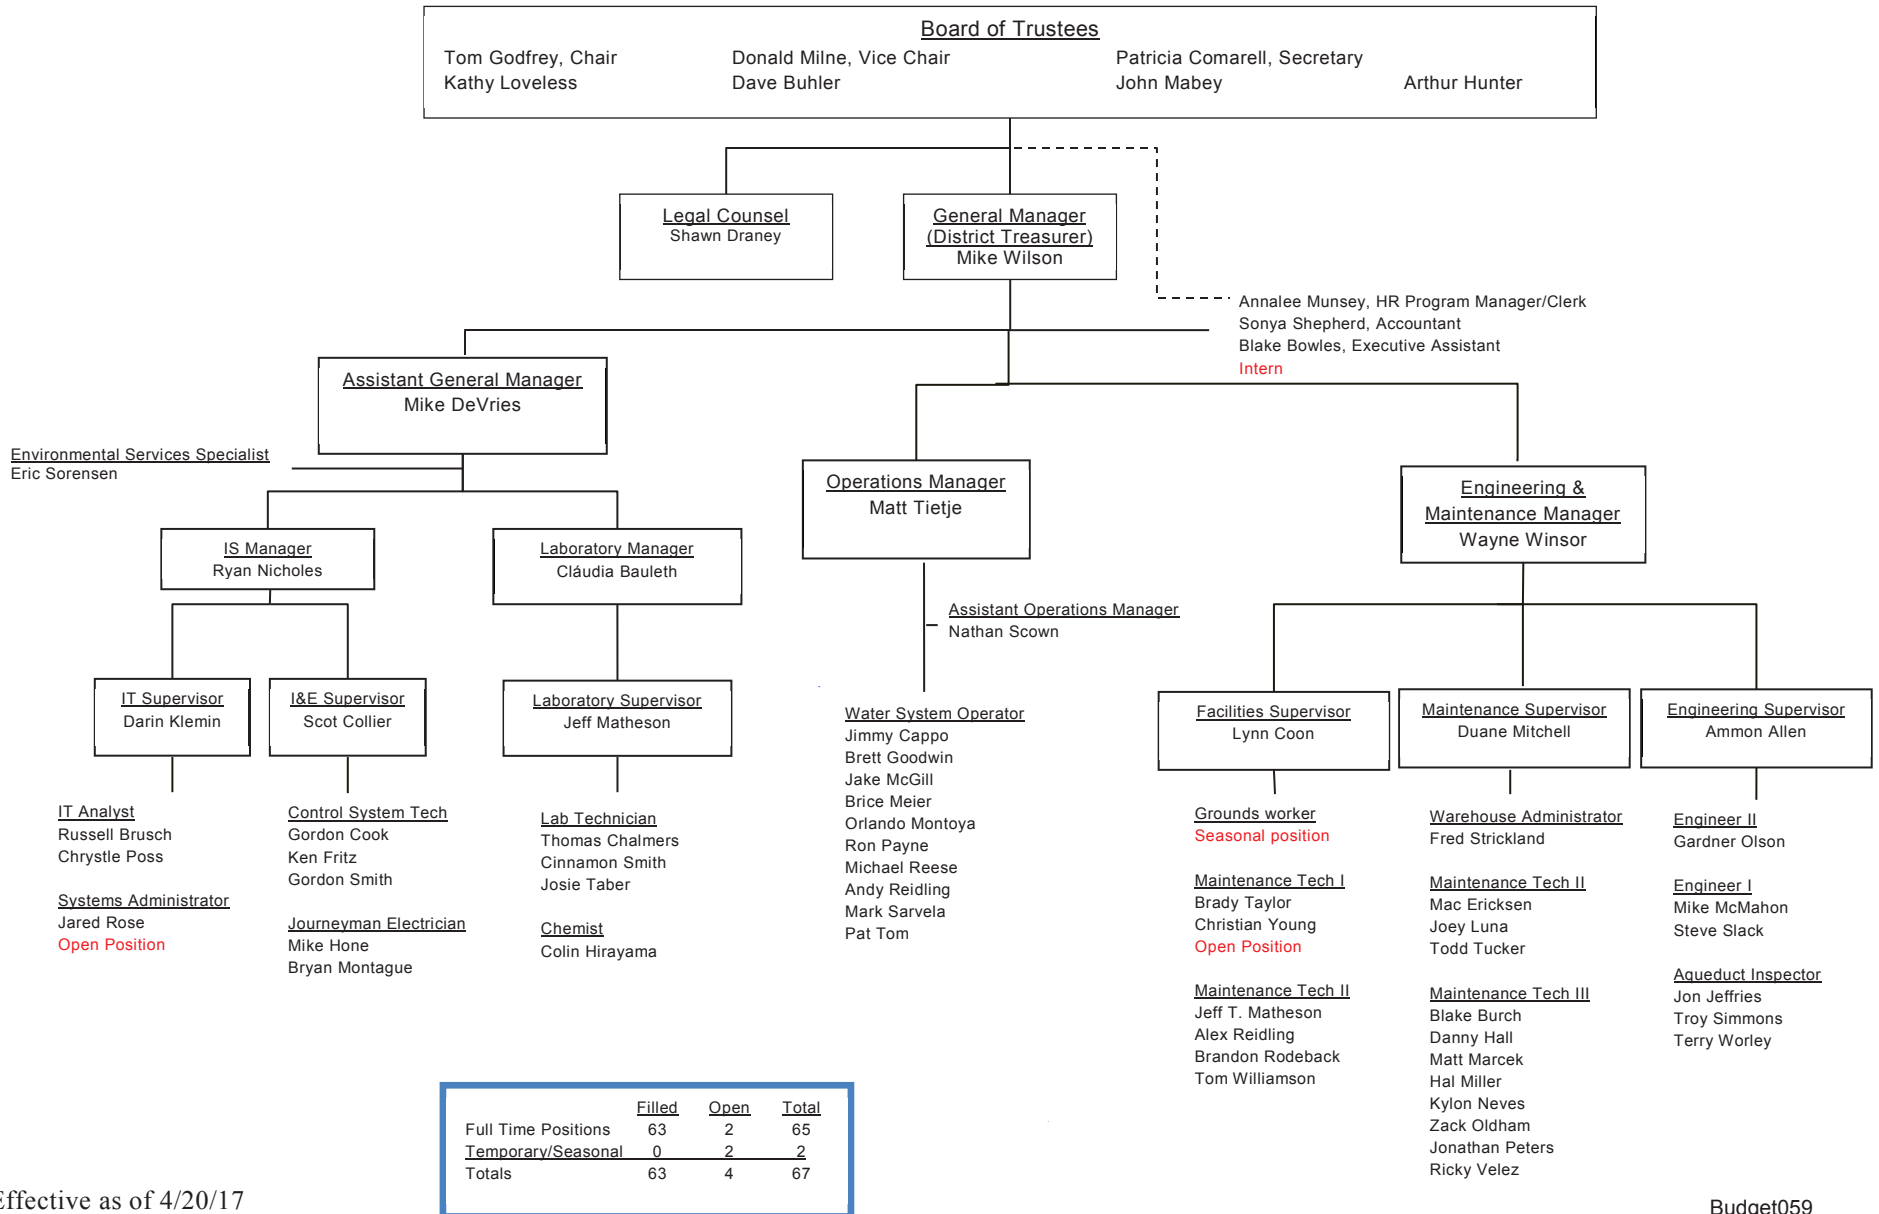 Board of Trustees
Tom Godfrey, Chair Donald Milne, Vice Chair Patricia Comarell, Secretary
Kathy Loveless Dave Buhler John Mabey Arthur Hunter
Legal Counsel
Shawn Draney
General Manager
(District Treasurer)
Mike Wilson
Annalee Munsey, HR Program Manager/Clerk
Sonya Shepherd, Accountant
Blake Bowles, Executive Assistant
Intern
Assistant General Manager
Mike DeVries
Environmental Services Specialist
Eric Sorensen
Operations Manager
Matt Tietje
Engineering &
Maintenance Manager
Wayne Winsor
IS Manager
Ryan Nicholes
Laboratory Manager
Cláudia Bauleth
Assistant Operations Manager
Nathan Scown
IT Supervisor
Darin Klemin
I&E Supervisor
Scot Collier
Laboratory Supervisor
Jeff Matheson
Facilities Supervisor
Lynn Coon
Maintenance Supervisor
Duane Mitchell
Engineering Supervisor
Ammon Allen
IT Analyst
Russell Brusch
Chrystle Poss
Systems Administrator
Jared Rose
Open Position
Control System Tech
Gordon Cook
Ken Fritz
Gordon Smith
Journeyman Electrician
Mike Hone
Bryan Montague
Lab Technician
Thomas Chalmers
Cinnamon Smith
Josie Taber
Chemist
Colin Hirayama
Water System Operator
Jimmy Cappo
Brett Goodwin
Jake McGill
Brice Meier
Orlando Montoya
Ron Payne
Michael Reese
Andy Reidling
Mark Sarvela
Pat Tom
Grounds worker
Seasonal position
Maintenance Tech I
Brady Taylor
Christian Young
Open Position
Maintenance Tech II
Jeff T. Matheson
Alex Reidling
Brandon Rodeback
Tom Williamson
Warehouse Administrator
Fred Strickland
Maintenance Tech II
Mac Ericksen
Joey Luna
Todd Tucker
Maintenance Tech III
Blake Burch
Danny Hall
Matt Marcek
Hal Miller
Kylon Neves
Zack Oldham
Jonathan Peters
Ricky Velez
Engineer II
Gardner Olson
Engineer I
Mike McMahon
Steve Slack
Aqueduct Inspector
Jon Jeffries
Troy Simmons
Terry Worley
Filled Open Total
Full Time Positions 63 2 65
Temporary/Seasonal 0 2 2
Totals 63 4 67
Effective as of 4/20/17
Budget059